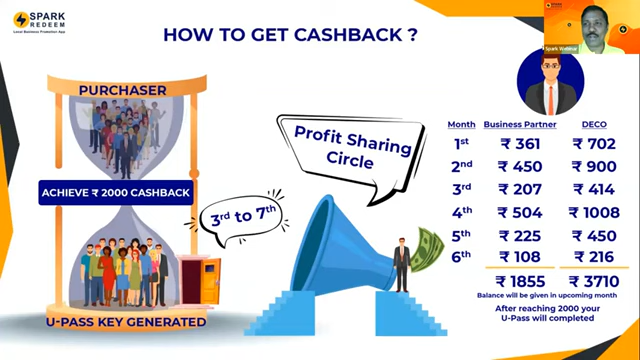 SPARK
REDEEM
Local Business Promotion App
HOW TO GET CASHBACK ?
Spark Webinar
PURCHASER
ACHIEVE ₹ 2000 CASHBACK
U-PASS KEY GENERATED
3rd to 7th
Profit Sharing
Circle
Month Business Partner DECO
1st ₹ 361 ₹ 702
2nd ₹ 450 ₹ 900
3rd ₹ 207 ₹ 414
4th ₹ 504 ₹ 1008
5th ₹ 225 ₹ 450
6th ₹ 108 ₹ 216
₹ 1855 ₹ 3710
Balance will be given in upcoming month
After reaching 2000 your
U-Pass will completed